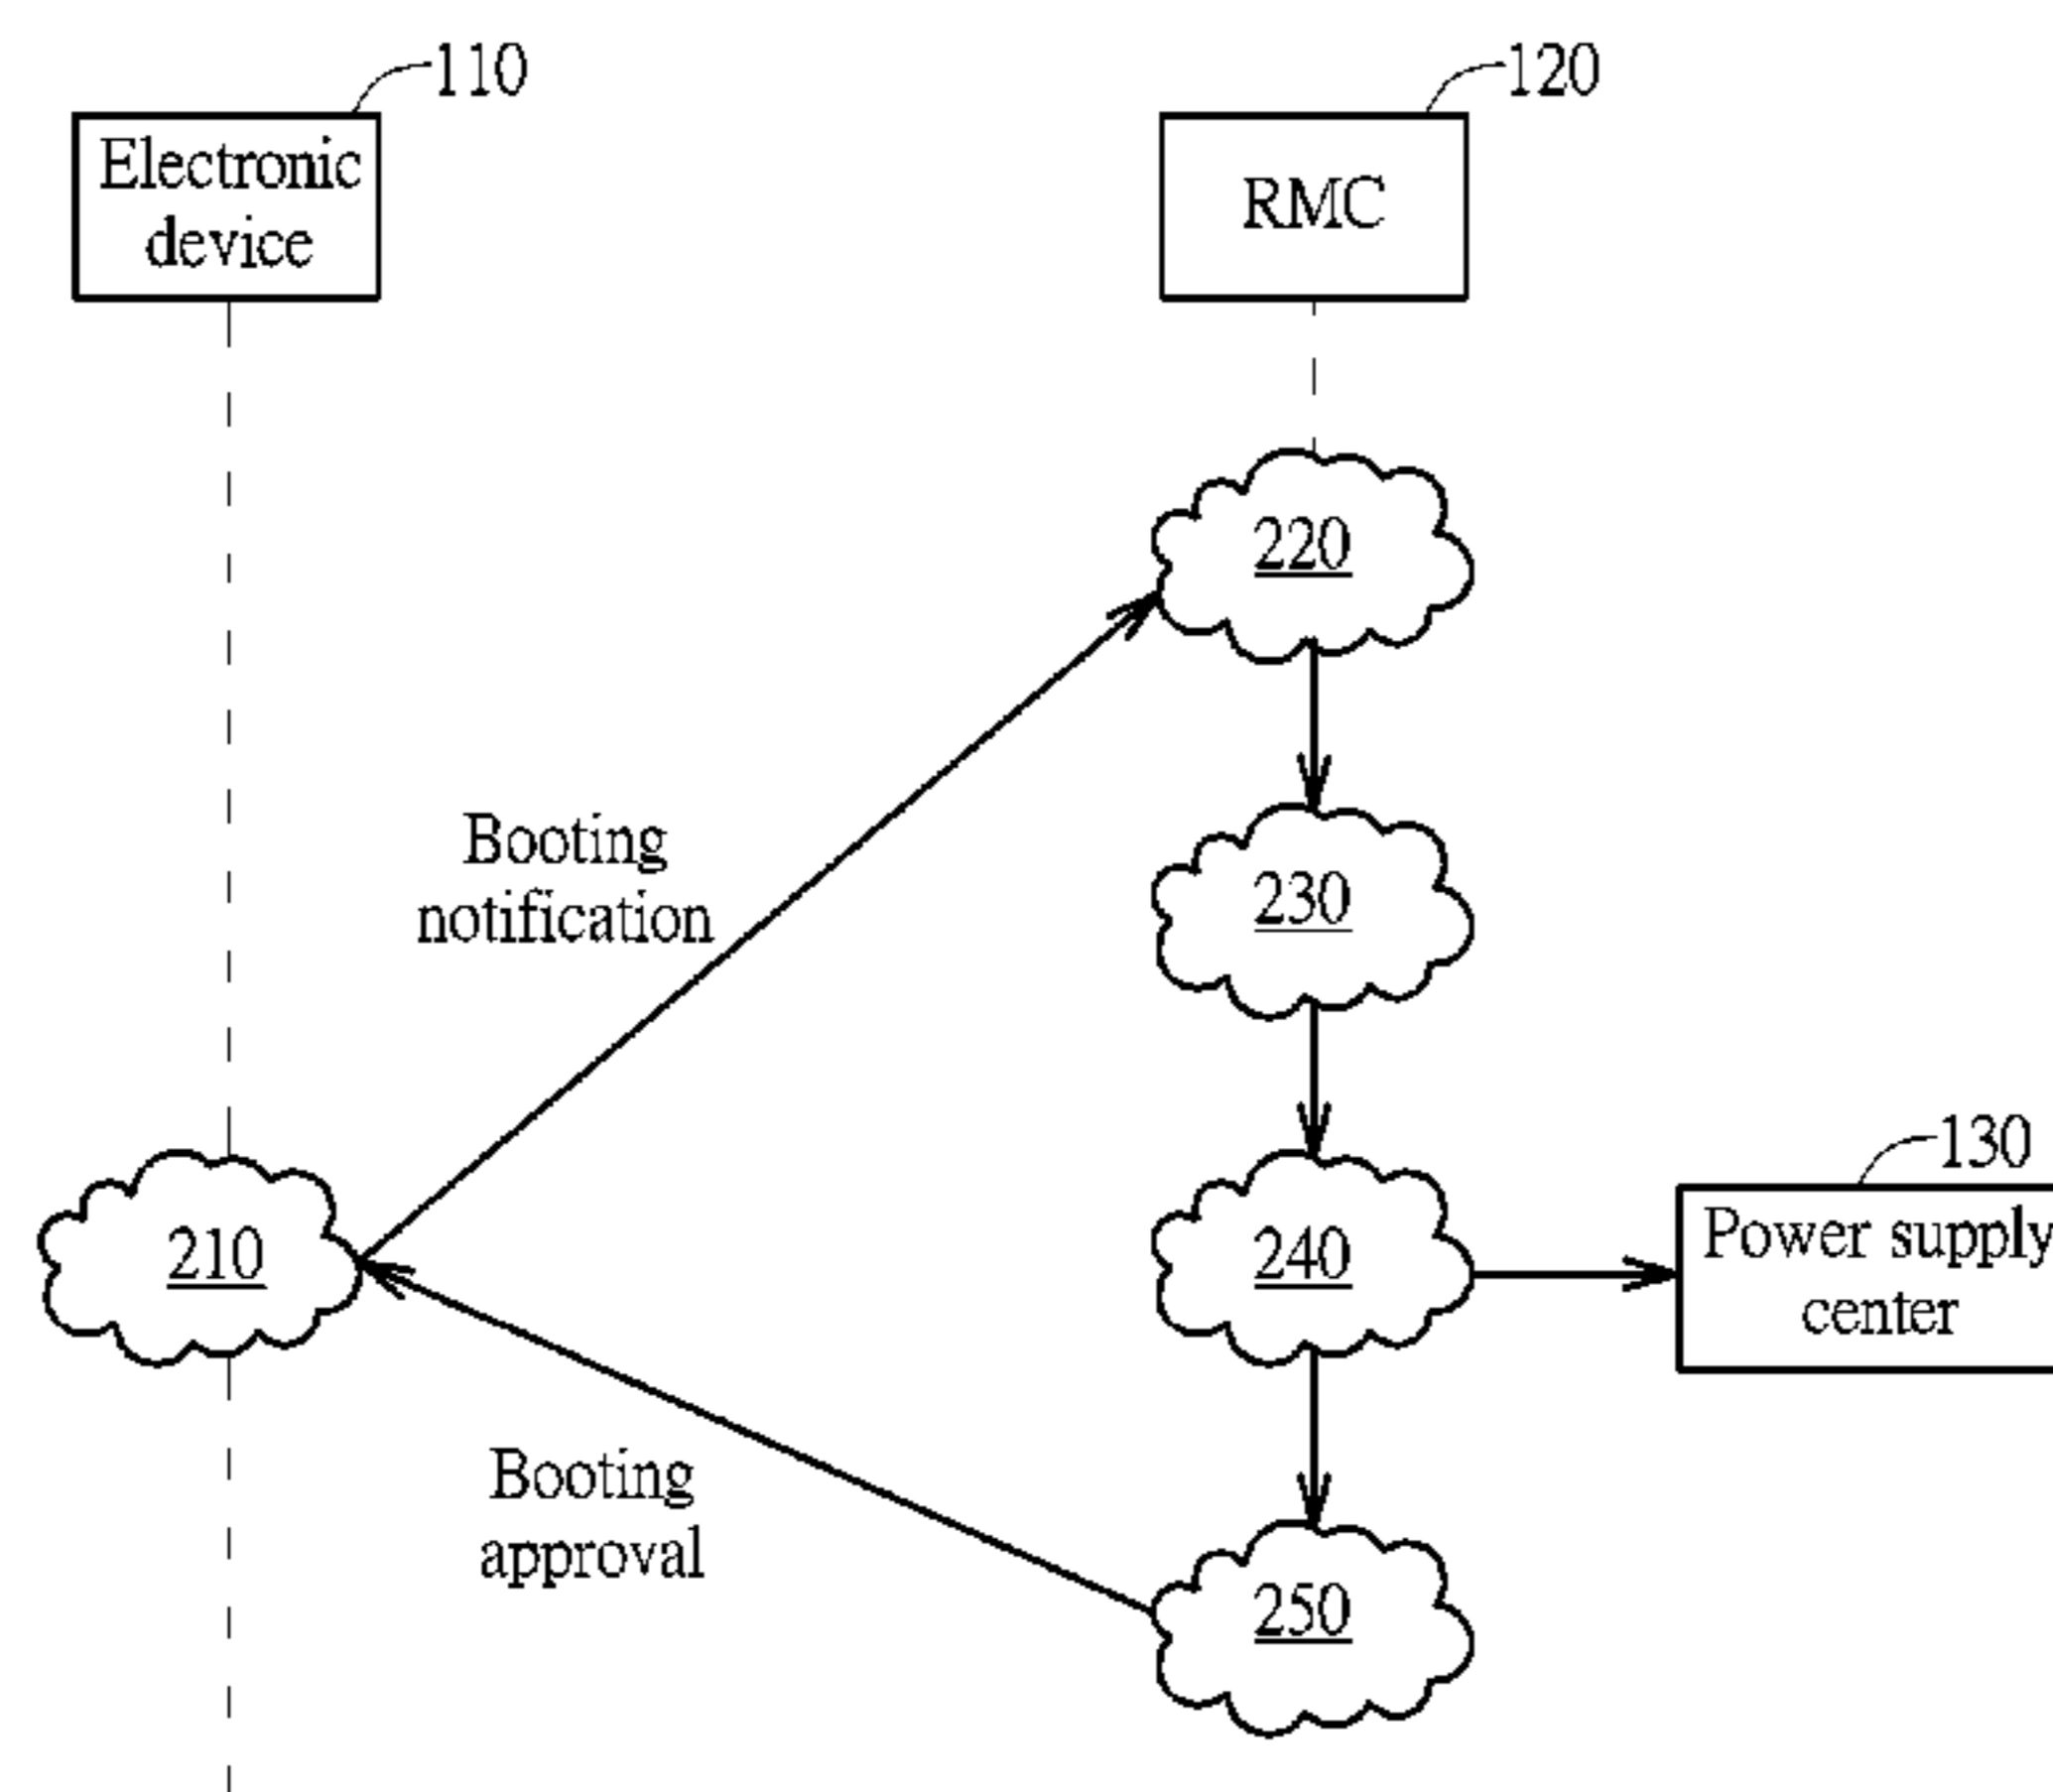 110
120
Electronic
device
RMC
220
Booting
notification
230
130
210
240
Power supply
center
Booting
approval
250